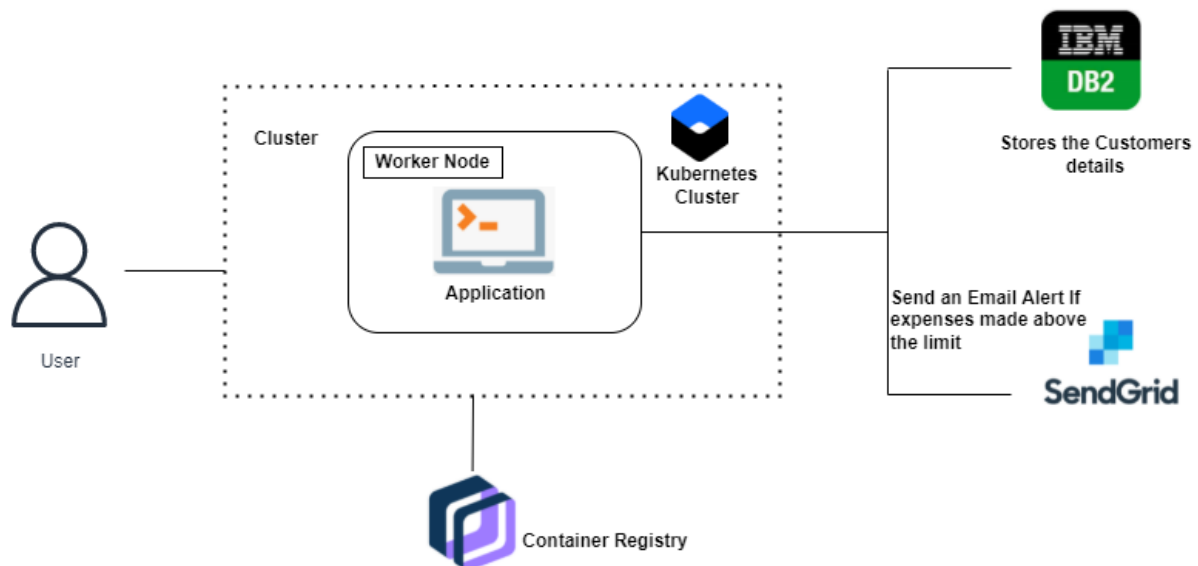 IBM
DB2
Stores the Customers
details
Cluster
Worker Node
Kubernetes
Cluster
Application
User
Send an Email Alert If
expenses made above
the limit
SendGrid
Container Registry